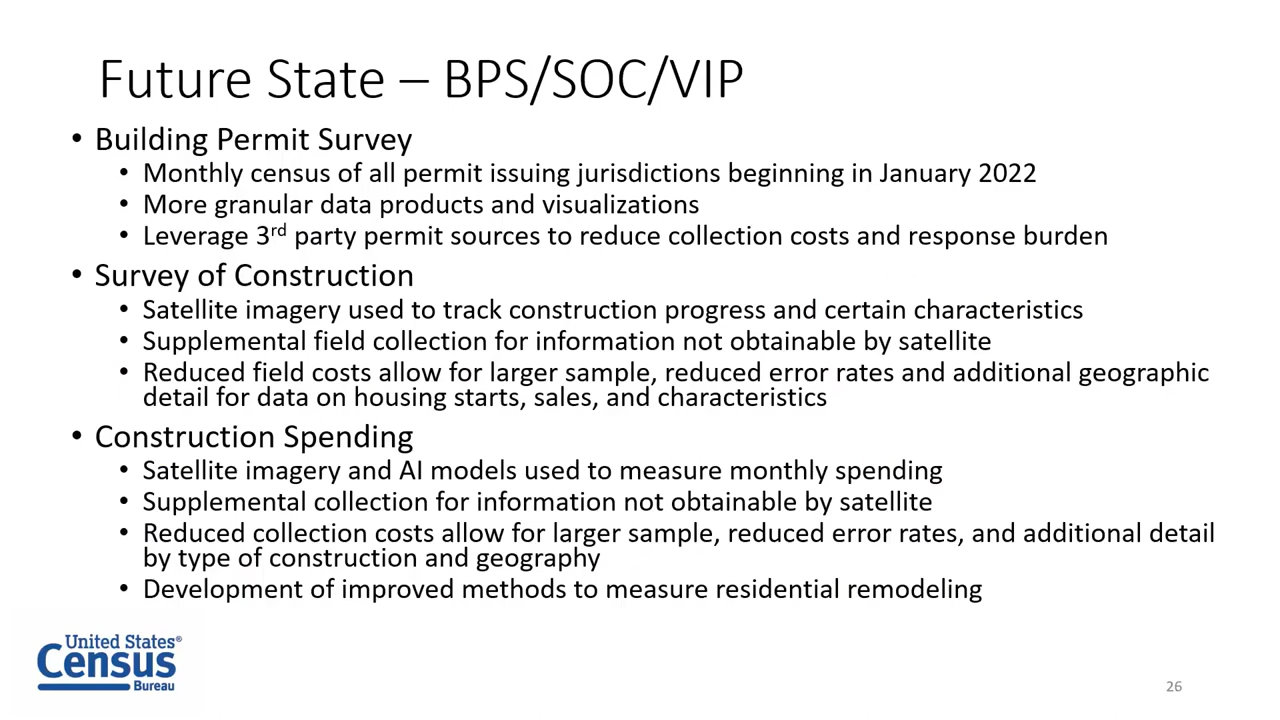 Future State – BPS/SOC/VIP
• Building Permit Survey
• Monthly census of all permit issuing jurisdictions beginning in January 2022
• More granular data products and visualizations
• Leverage 3rd party permit sources to reduce collection costs and response burden
• Survey of Construction
• Satellite imagery used to track construction progress and certain characteristics
• Supplemental field collection for information not obtainable by satellite
• Reduced field costs allow for larger sample, reduced error rates and additional geographic
detail for data on housing starts, sales, and characteristics
• Construction Spending
• Satellite imagery and AI models used to measure monthly spending
• Supplemental collection for information not obtainable by satellite
• Reduced collection costs allow for larger sample, reduced error rates, and additional detail
by type of construction and geography
• Development of improved methods to measure residential remodeling
United States®
Census
Bureau
26